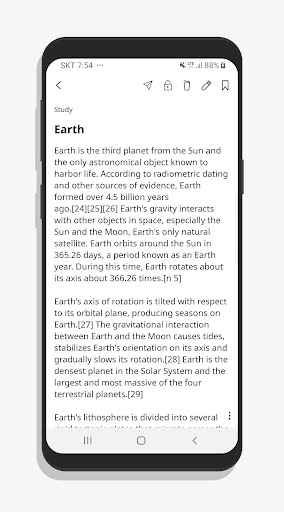 SKT 7:54 88%
Study
Earth
Earth is the third planet from the Sun and
the only astronomical object known to
harbor life. According to radiometric dating
and other sources of evidence, Earth
formed over 4.5 billion years
ago.[24][25][26] Earth's gravity interacts
with other objects in space, especially the
Sun and the Moon, Earth's only natural
satellite. Earth orbits around the Sun in
365.26 days, a period known as an Earth
year. During this time, Earth rotates about
its axis about 366.26 times.[n 5]
Earth's axis of rotation is tilted with respect
to its orbital plane, producing seasons on
Earth.[27] The gravitational interaction
between Earth and the Moon causes tides,
stabilizes Earth's orientation on its axis and
gradually slows its rotation.[28] Earth is the
densest planet in the Solar System and the
largest and most massive of the four
terrestrial planets.[29]
Earth's lithosphere is divided into several